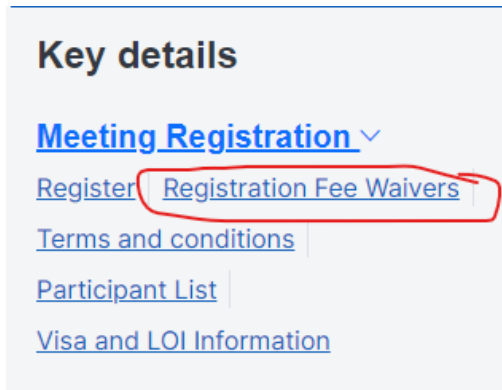 Key details
Meeting Registration
Register Registration Fee Waivers
Terms and conditions
Participant List
Visa and LOI Information